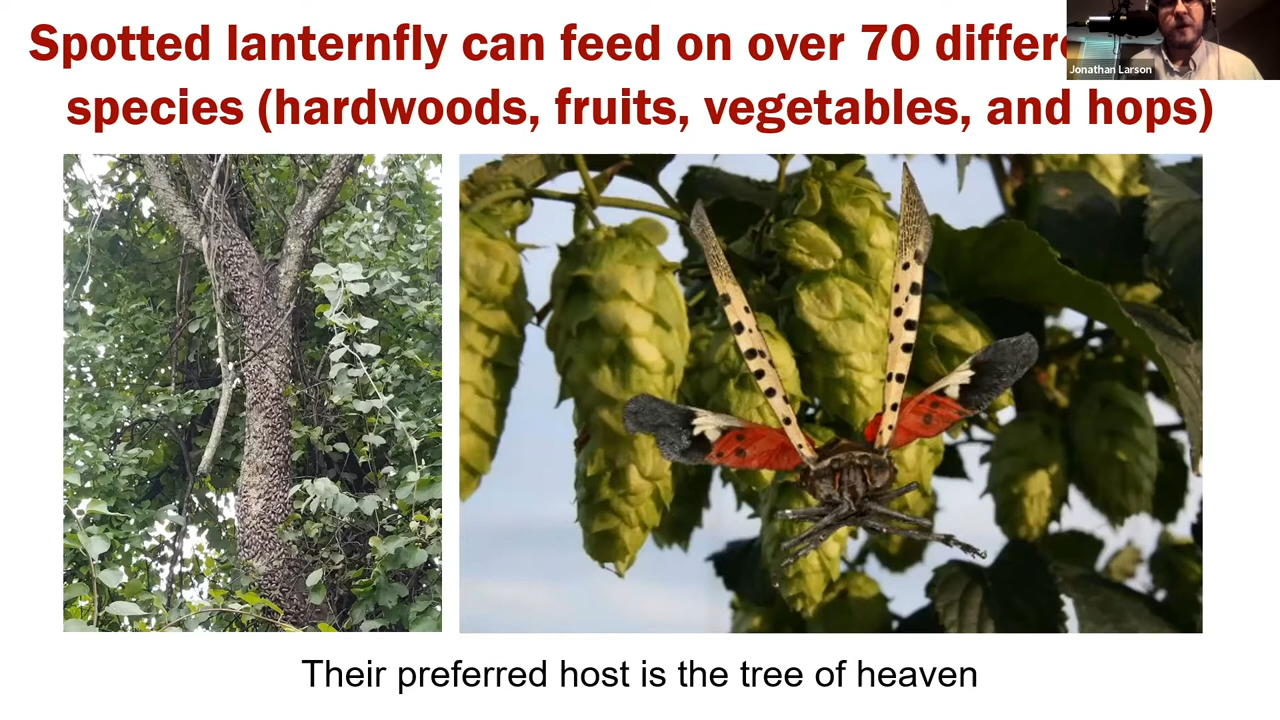 Spotted lanternfly can feed on over 70
species (hardwoods, fruits, vegetables, and hops)
Jonathan Larson
Their preferred host is the tree of heaven